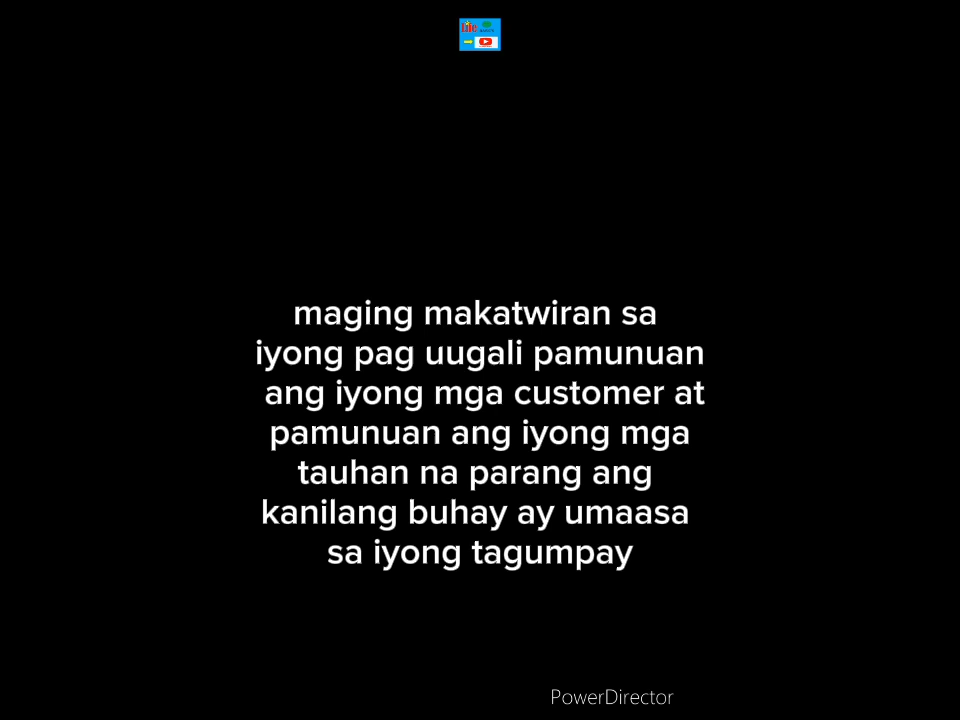 Life
maging makatwiran sa
iyong pag uugali pamunuan
ang iyong mga customer at
pamunuan ang iyong mga
tauhan na parang ang
kanilang buhay ay umaasa
sa iyong tagumpay
PowerDirector